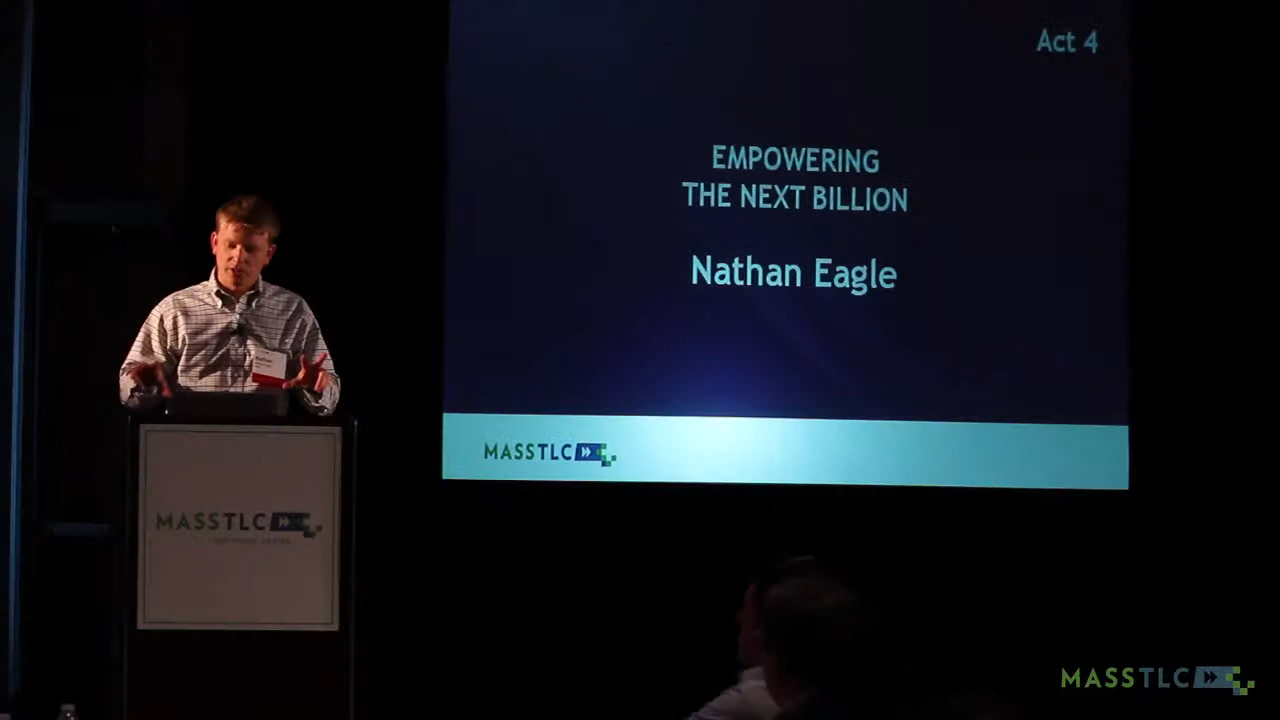 Act 4
EMPOWERING
THE NEXT BILLION
Nathan Eagle
MASSTLC
MASSTLC
MASSTLC